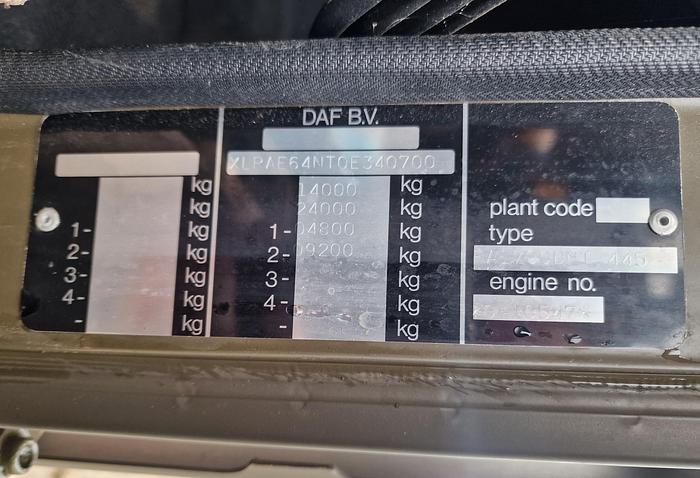 kg
kg
1- kg
2- kg
3- kg
4- kg
- kg
DAF B.V.
XLRAE64NT0E340700
14000 kg
24000 kg
1- 04800 kg
2- 09200 kg
3- kg
4- kg
- kg
plant code
type
445
engine no.